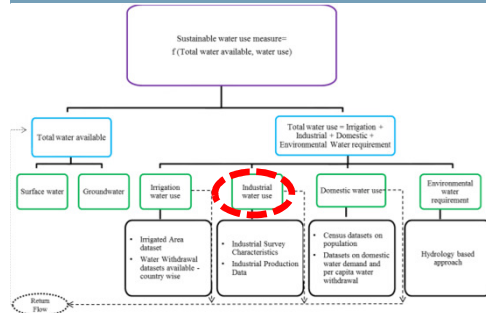 Sustainable water use measure=
f (Total water available, water use)
Total water available
Total water use = Irrigation +
Industrial + Domestic +
Environmental Water requirement
Surface water
Groundwater
Irrigation
water use
Industrial
water use
Domestic water use
Environmental
water
requirement
• Irrigated Area
dataset
• Water Withdrawal
datasets available -
country wise
• Industrial Survey
Characteristics
• Industrial Production
Data
• Census datasets on
population
• Datasets on domestic
water demand and
per capita water
withdrawal
Hydrology based
approach
Return
Flow